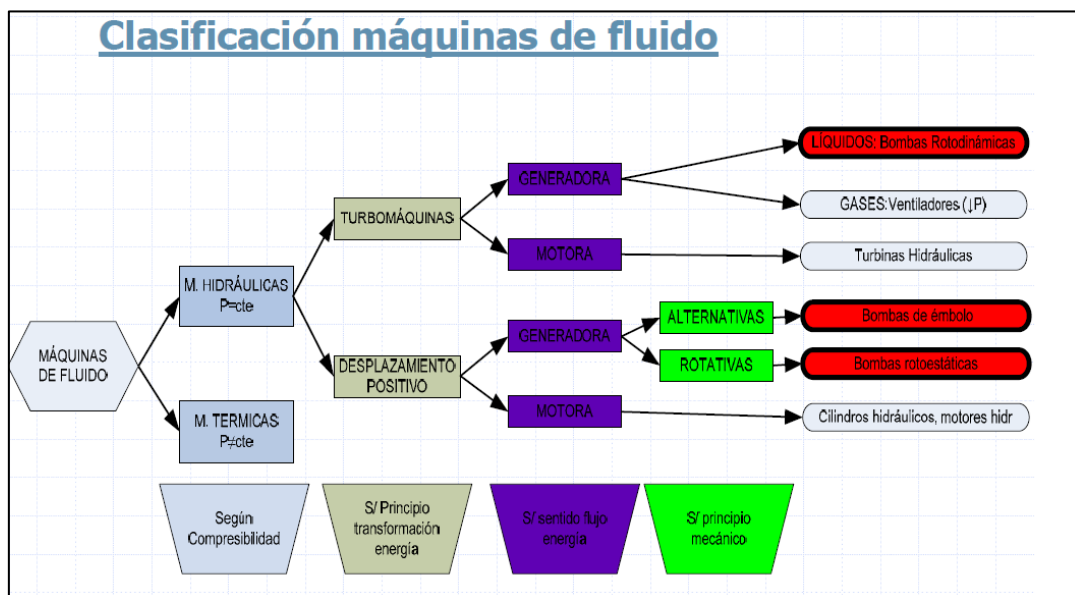 Clasificación máquinas de fluido
LÍQUIDOS: Bombas Rotodinámicas
GENERADORA
GASES:Ventiladores (↓P)
TURBOMÁQUINAS
MOTORA
Turbinas Hidráulicas
M. HIDRÁULICAS
P=cte
ALTERNATIVAS
Bombas de émbolo
GENERADORA
MÁQUINAS
DE FLUIDO
DESPLAZAMIENTO
POSITIVO
ROTATIVAS
Bombas rotoestáticas
MOTORA
Cilindros hidráulicos, motores hidr
M. TERMICAS
P≠cte
Según
Compresibilidad
S/ Principio
transformación
energía
S/ sentido flujo
energía
S/ principio
mecánico